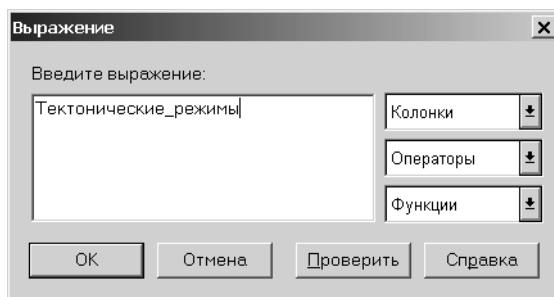 Выражение
Введите выражение:
Тектонические_режимы
Колонки
Операторы
Функции
OK
Отмена
Проверить
Справка